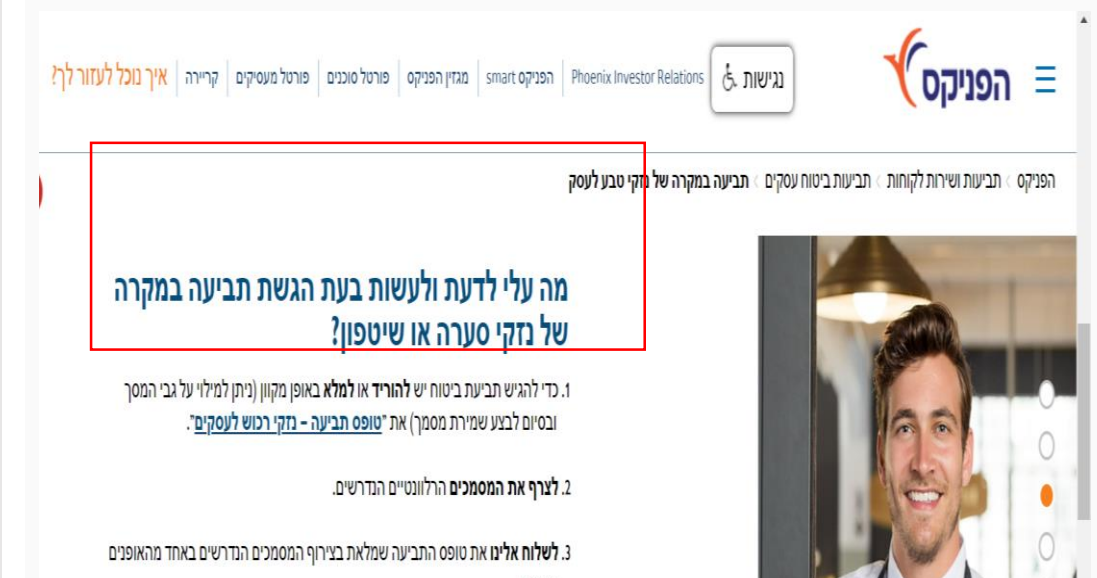 הפניקס
נגישות
Phoenix Investor Relations
הפניקס smart
מגזין הפניקס
פורטל סוכנים
פורטל מעסיקים
קריירה
איך נוכל לעזור לך?
הפניקס › תביעות ושירות לקוחות › תביעות ביטוח עסקים › תביעה במקרה של נזקי טבע לעסק
מה עלי לדעת ולעשות בעת הגשת תביעה במקרה
של נזקי סערה או שיטפון?
1. כדי להגיש תביעת ביטוח יש להוריד או למלא באופן מקוון (ניתן למילוי על גבי המסך
ובסיום לבצע שמירת מסמך) את "טופס תביעה – נזקי רכוש לעסקים".
2. לצרף את המסמכים הרלוונטיים הנדרשים.
3. לשלוח אלינו את טופס התביעה שמלאת בצירוף המסמכים הנדרשים באחד מהאופנים